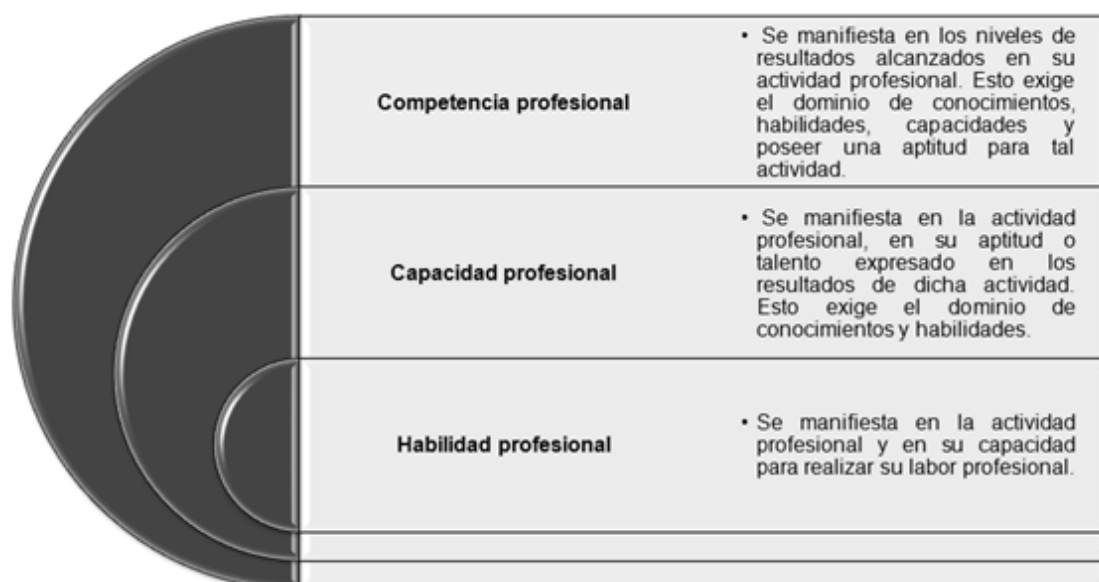 Competencia profesional
• Se manifiesta en los niveles de
resultados alcanzados en su
actividad profesional. Esto exige
el dominio de conocimientos,
habilidades, capacidades y
poseer una aptitud para tal
actividad.
Capacidad profesional
• Se manifiesta en la actividad
profesional, en su aptitud o
talento expresado en los
resultados de dicha actividad.
Esto exige el dominio de
conocimientos y habilidades.
Habilidad profesional
• Se manifiesta en la actividad
profesional y en su capacidad
para realizar su labor profesional.